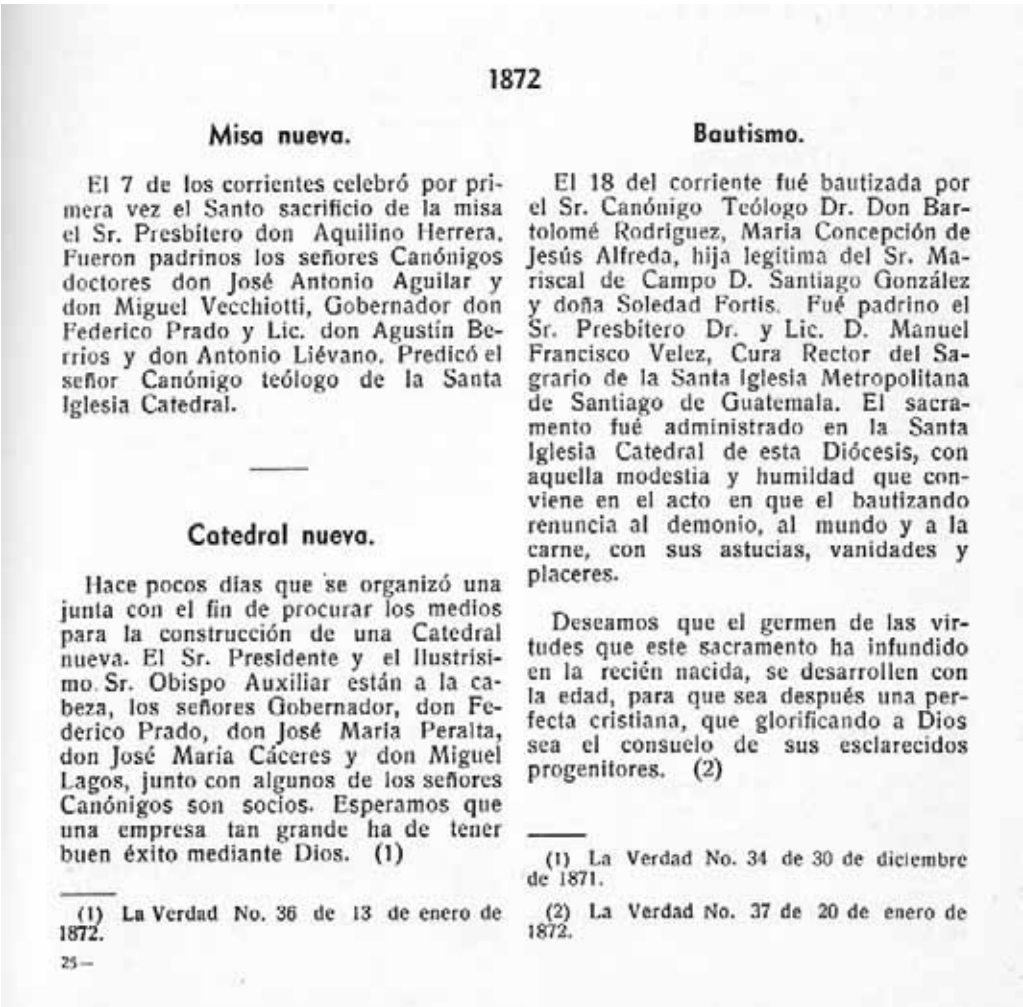 1872
Misa nueva.
El 7 de los corrientes celebró por pri-
mera vez el Santo sacrificio de la misa
el Sr. Presbítero don Aquilino Herrera.
Fueron padrinos los señores Canónigos
doctores don José Antonio Aguilar y
don Miguel Vecchiotti, Gobernador don
Federico Prado y Lic. don Agustín Be-
rrios y don Antonio Liévano. Predicó el
señor Canónigo teólogo de la Santa
Iglesia Catedral.
Catedral nueva.
Hace pocos días que se organizó una
junta con el fin de procurar los medios
para la construcción de una Catedral
nueva. El Sr. Presidente y el Ilustrísi-
mo. Sr. Obispo Auxiliar están a la ca-
beza, los señores Gobernador, don Fe-
derico Prado, don José María Peralta,
don José María Cáceres y don Miguel
Lagos, junto con algunos de los señores
Canónigos son socios. Esperamos que
una empresa tan grande ha de tener
buen éxito mediante Dios. (1)
(1) La Verdad No. 36 de 13 de enero de
1872.
25—
Bautismo.
El 18 del corriente fué bautizada por
el Sr. Canónigo Teólogo Dr. Don Bar-
tolomé Rodríguez, María Concepción de
Jesús Alfreda, hija legítima del Sr. Ma-
riscal de Campo D. Santiago González
y doña Soledad Fortis. Fué padrino el
Sr. Presbítero Dr. y Lic. D. Manuel
Francisco Velez, Cura Rector del Sa-
grario de la Santa Iglesia Metropolitana
de Santiago de Guatemala. El sacra-
mento fué administrado en la Santa
Iglesia Catedral de esta Diócesis, con
aquella modestia y humildad que con-
viene en el acto en que el bautizando
renuncia al demonio, al mundo y a la
carne, con sus astucias, vanidades y
placeres.
Deseamos que el germen de las vir-
tudes que este sacramento ha infundido
en la recién nacida, se desarrollen con
la edad, para que sea después una per-
fecta cristiana, que glorificando a Dios
sea el consuelo de sus esclarecidos
progenitores. (2)
(1) La Verdad No. 34 de 30 de diciembre
de 1871.
(2) La Verdad No. 37 de 20 de enero de
1872.